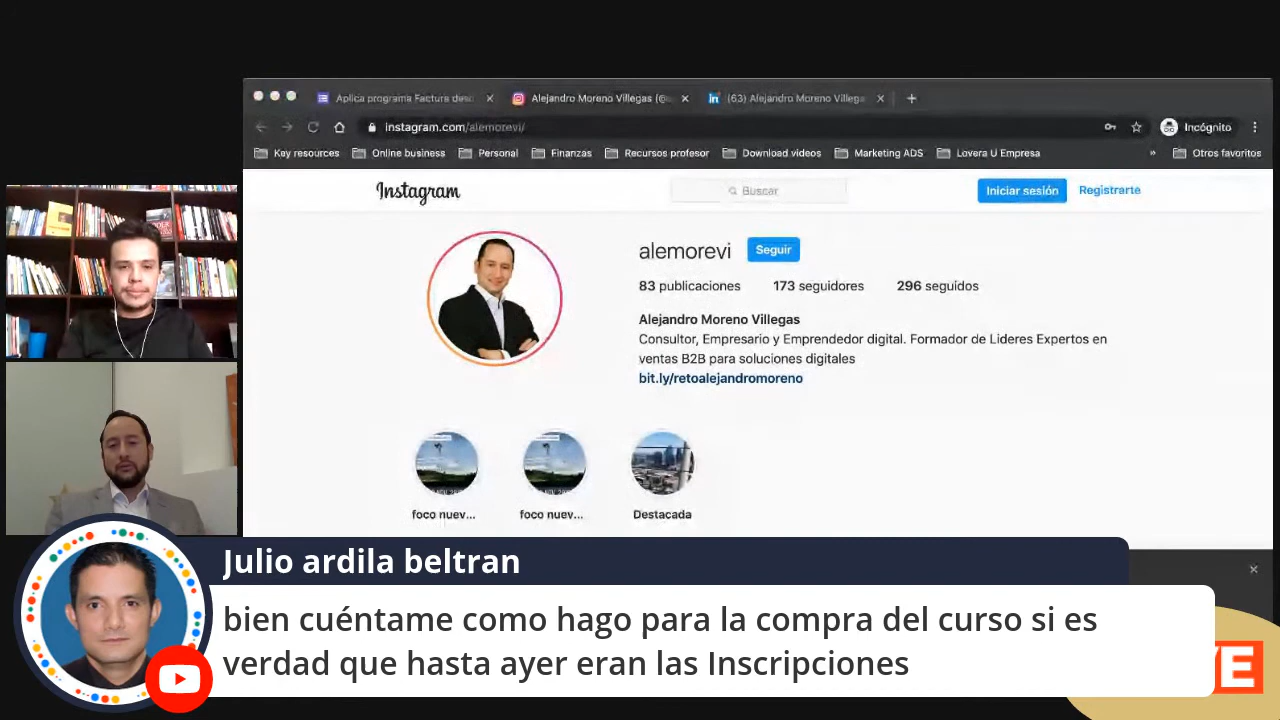 Aplica programa Factura desc
Alejandro Moreno Villegas (@
(63) Alejandro Moreno Villega
instagram.com/alemorevi/
Incógnito
Kay resources
Online business
Personal
Finanzas
Recursos profesor
Download videos
Marketing ADS
Lovera U Empresa
»
Otros favoritos
Instagram
Buscar
Iniciar sesión
Registrarte
alemorevi
Seguir
83 publicaciones 173 seguidores 296 seguidos
Alejandro Moreno Villegas
Consultor, Empresario y Emprendedor digital. Formador de Lideres Expertos en
ventas B2B para soluciones digitales
bit.ly/retoalejandromoreno
foco nuev...
foco nuev...
Destacada
Julio ardila beltran
bien cuéntame como hago para la compra del curso si es
verdad que hasta ayer eran las Inscripciones